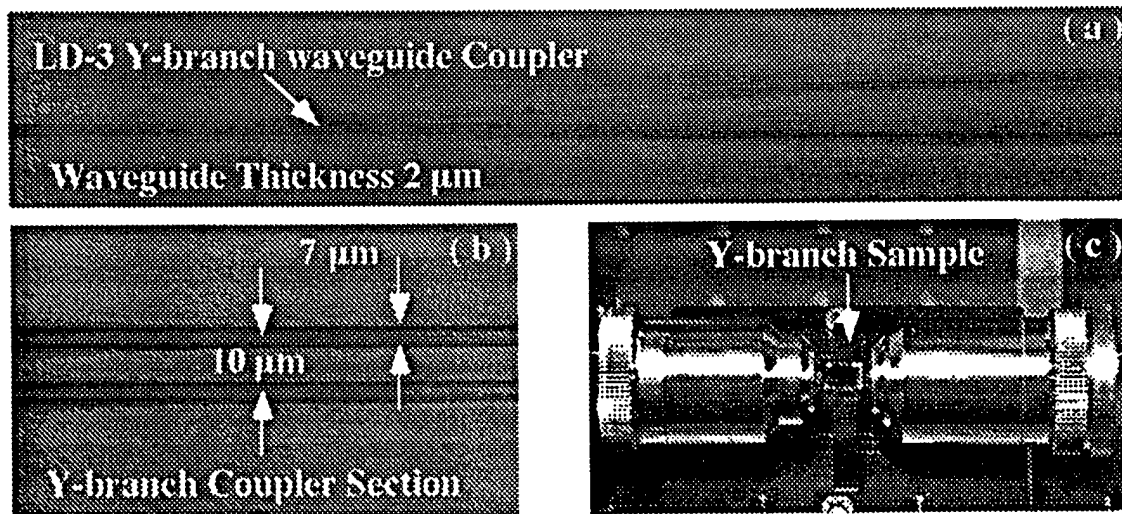 ( a )
LD-3 Y-branch waveguide Coupler
Waveguide Thickness 2 μm
7 μm
( b )
10 μm
Y-branch Coupler Section
Y-branch Sample
( c )